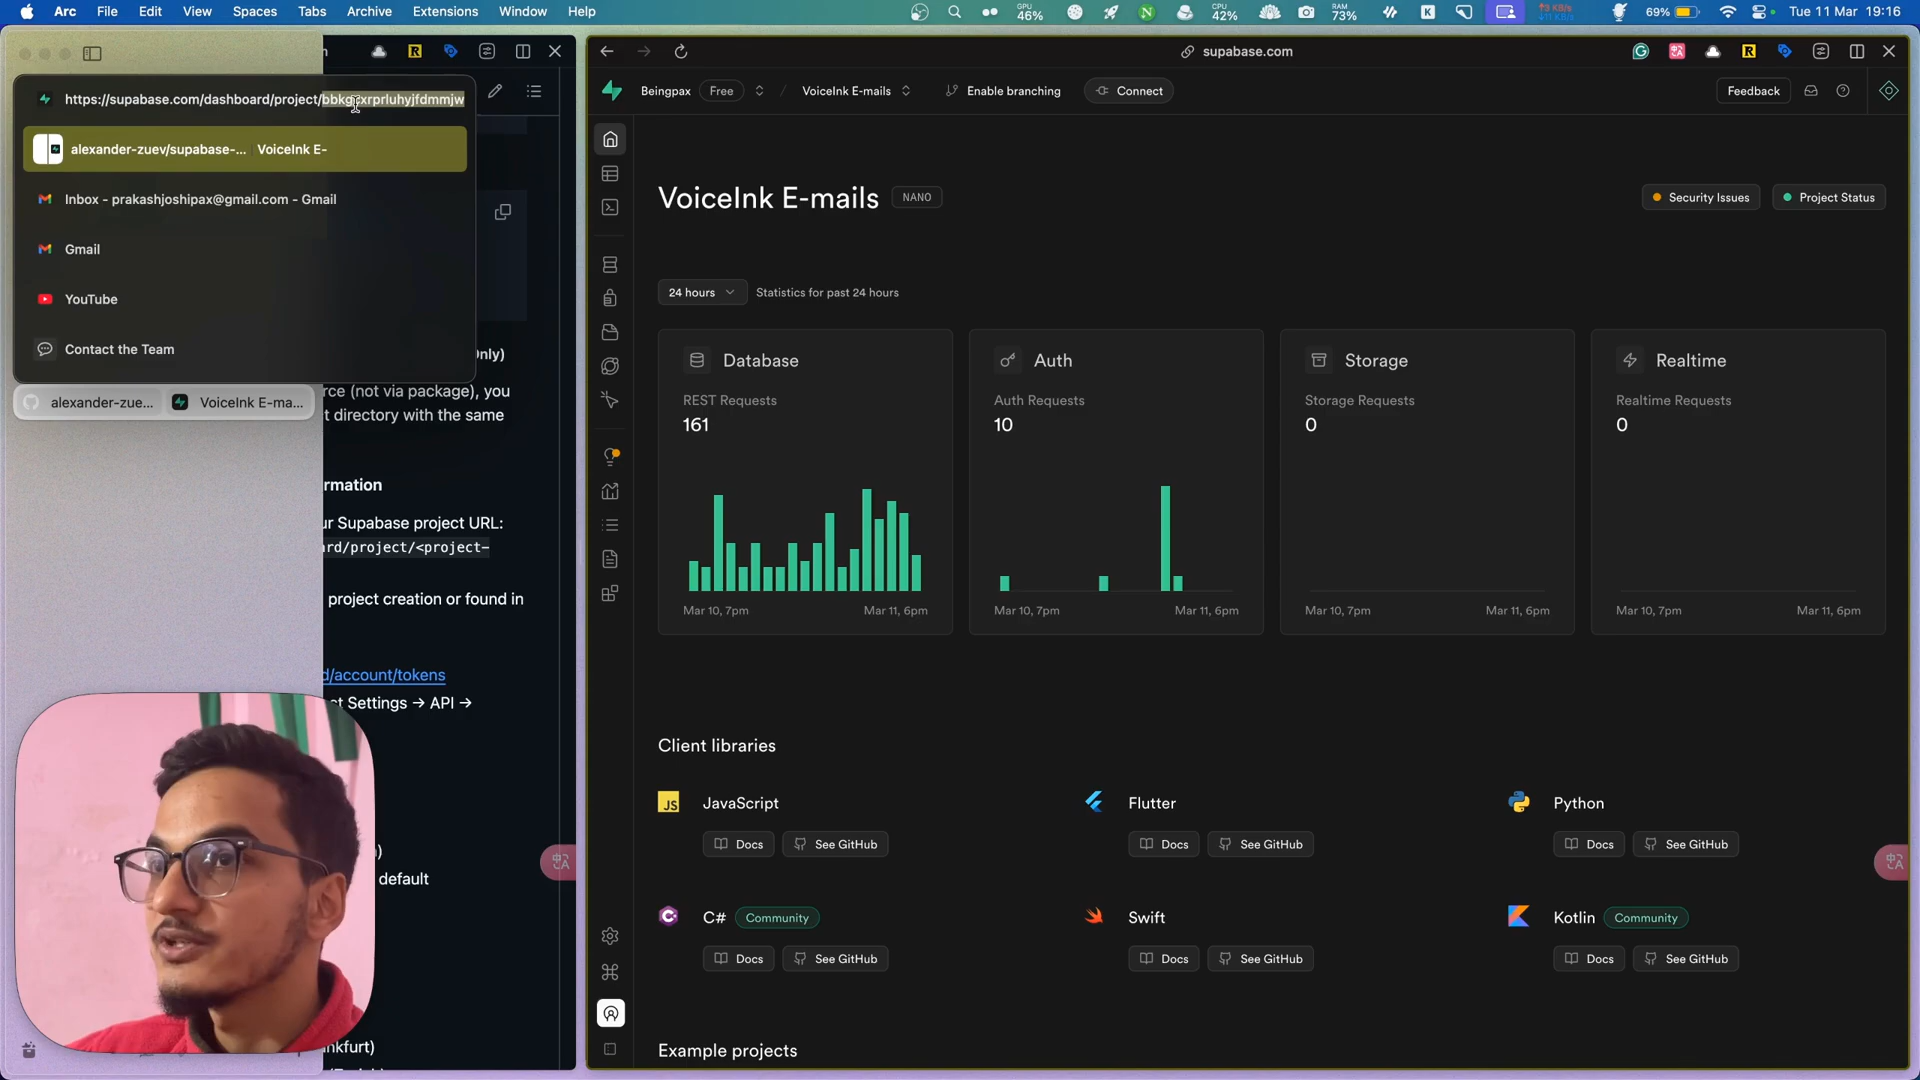 Arc File Edit View Spaces Tabs Archive Extensions Window Help
GPU 46% CPU 42% RAM 73% 69% Tue 11 Mar 19:16
supabase.com
https://supabase.com/dashboard/project/
alexander-zuev/supabase-... VoiceInk E-
Inbox - prakashjoshipax@gmail.com - Gmail
Gmail
YouTube
Contact the Team
alexander-zue... VoiceInk E-ma...
Only)
rce (not via package), you
t directory with the same
rmation
ur Supabase project URL:
ard/project/<project-
project creation or found in
d/account/tokens
ct Settings → API →
)
default
nkfurt)
Beingpax Free VoiceInk E-mails Enable branching Connect Feedback
VoiceInk E-mails NANO Security Issues Project Status
24 hours Statistics for past 24 hours
Database
REST Requests
161
Mar 10, 7pm Mar 11, 6pm
Auth
Auth Requests
10
Mar 10, 7pm Mar 11, 6pm
Storage
Storage Requests
0
Mar 10, 7pm Mar 11, 6pm
Realtime
Realtime Requests
0
Mar 10, 7pm Mar 11, 6pm
Client libraries
JS JavaScript
Docs See GitHub
Flutter
Docs See GitHub
Python
Docs See GitHub
C# Community
Docs See GitHub
Swift
Docs See GitHub
Kotlin Community
Docs See GitHub
Example projects